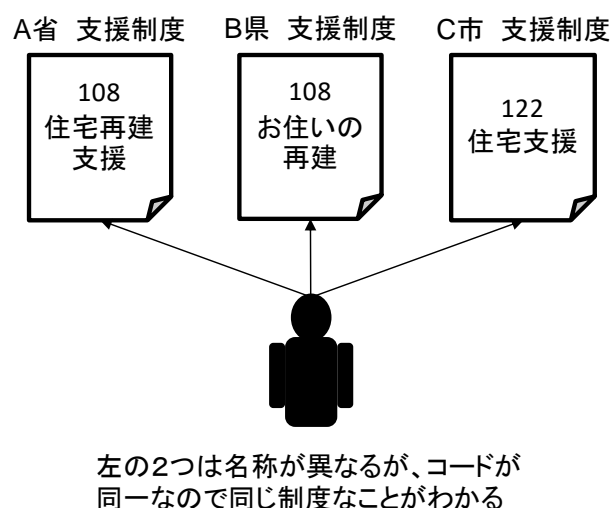 A省 支援制度
B県 支援制度
C市 支援制度
108
住宅再建
支援
108
お住いの
再建
122
住宅支援
左の2つは名称が異なるが、コードが
同一なので同じ制度なことがわかる